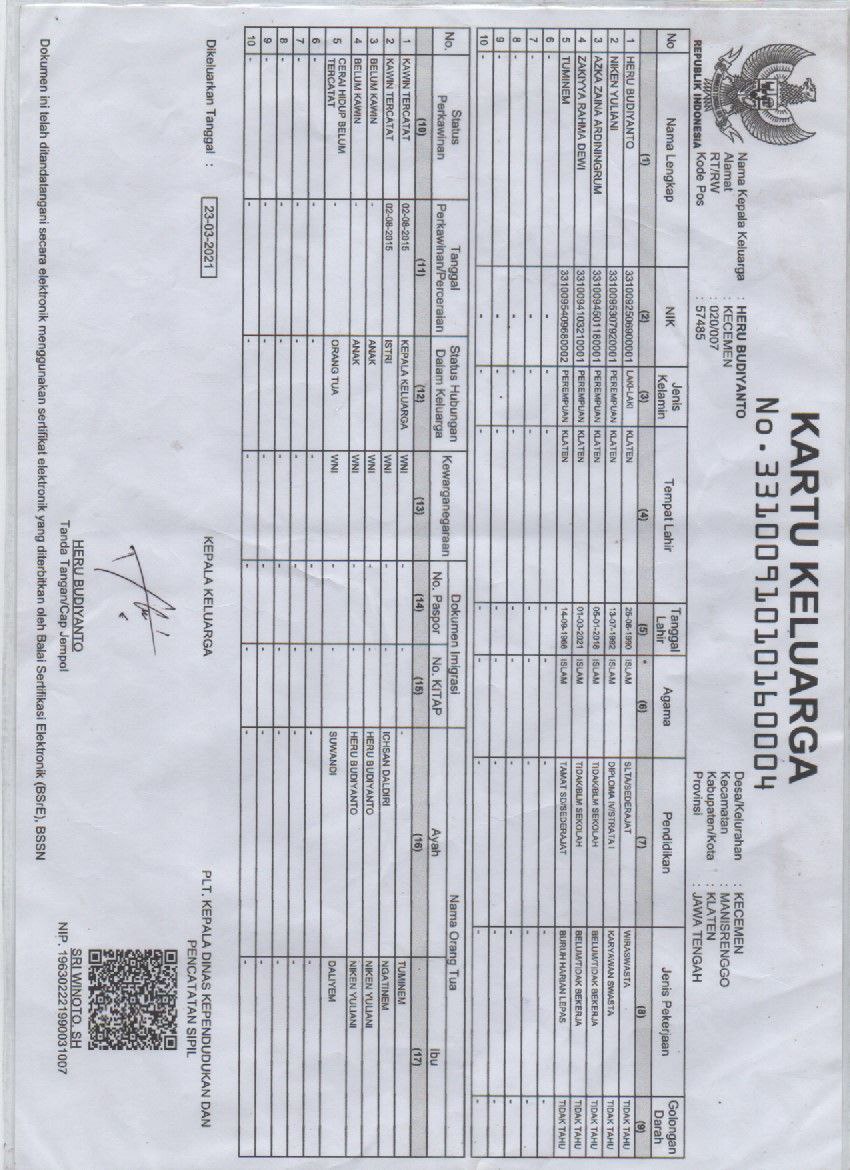 KARTU KELUARGA
No. 3310091010160004
REPUBLIK INDONESIA
Nama Kepala Keluarga : HERU BUDIYANTO
Alamat : KECEMEN
RT/RW : 020/007
Kode Pos : 57485
Desa/Kelurahan : KECEMEN
Kecamatan : MANISRENGGO
Kabupaten/Kota : KLATEN
Provinsi : JAWA TENGAH
No Nama Lengkap NIK Jenis Kelamin Tempat Lahir Tanggal Lahir Agama Pendidikan Jenis Pekerjaan Golongan Darah
(1) (2) (3) (4) (5) (6) (7) (8) (9)
1 HERU BUDIYANTO 3310092506900001 LAKI-LAKI KLATEN 25-06-1990 ISLAM SLTA/SEDERAJAT WIRASWASTA TIDAK TAHU
2 NIKEN YULIANI 3310095307920001 PEREMPUAN KLATEN 13-07-1992 ISLAM DIPLOMA IV/STRATA I KARYAWAN SWASTA TIDAK TAHU
3 AZKA ZAINA ARDININGRUM 3310094501180001 PEREMPUAN KLATEN 05-01-2018 ISLAM TIDAK/BLM SEKOLAH BELUM/TIDAK BEKERJA TIDAK TAHU
4 ZAKIYYA RAHMA DEWI 3310094103210001 PEREMPUAN KLATEN 01-03-2021 ISLAM TIDAK/BLM SEKOLAH BELUM/TIDAK BEKERJA TIDAK TAHU
5 TUMINEM 3310095409680002 PEREMPUAN KLATEN 14-09-1968 ISLAM TAMAT SD/SEDERAJAT BURUH HARIAN LEPAS TIDAK TAHU
6 - - - - - - - - -
7 - - - - - - - - -
8 - - - - - - - - -
9 - - - - - - - - -
10 - - - - - - - - -
No. Status Perkawinan Tanggal Perkawinan/Perceraian Status Hubungan Dalam Keluarga Kewarganegaraan Dokumen Imigrasi Nama Orang Tua
No. Paspor No. KITAP Ayah Ibu
(10) (11) (12) (13) (14) (15) (16) (17)
1 KAWIN TERCATAT 02-08-2015 KEPALA KELUARGA WNI - - - TUMINEM
2 KAWIN TERCATAT 02-08-2015 ISTRI WNI - - ICHSAN DALDIRI NGATINEM
3 BELUM KAWIN - ANAK WNI - - HERU BUDIYANTO NIKEN YULIANI
4 BELUM KAWIN - ANAK WNI - - HERU BUDIYANTO NIKEN YULIANI
5 CERAI HIDUP BELUM TERCATAT - ORANG TUA WNI - - SUWANDI DALIYEM
6 - - - - - - - -
7 - - - - - - - -
8 - - - - - - - -
9 - - - - - - - -
10 - - - - - - - -
Dikeluarkan Tanggal : 23-03-2021
KEPALA KELUARGA
HERU BUDIYANTO
Tanda Tangan/Cap Jempol
PLT. KEPALA DINAS KEPENDUDUKAN DAN
PENCATATAN SIPIL
SRI WINOTO, SH
NIP. 196302221990031007
Dokumen ini telah ditandatangani secara elektronik menggunakan sertifikat elektronik yang diterbitkan oleh Balai Sertifikasi Elektronik (BSrE), BSSN